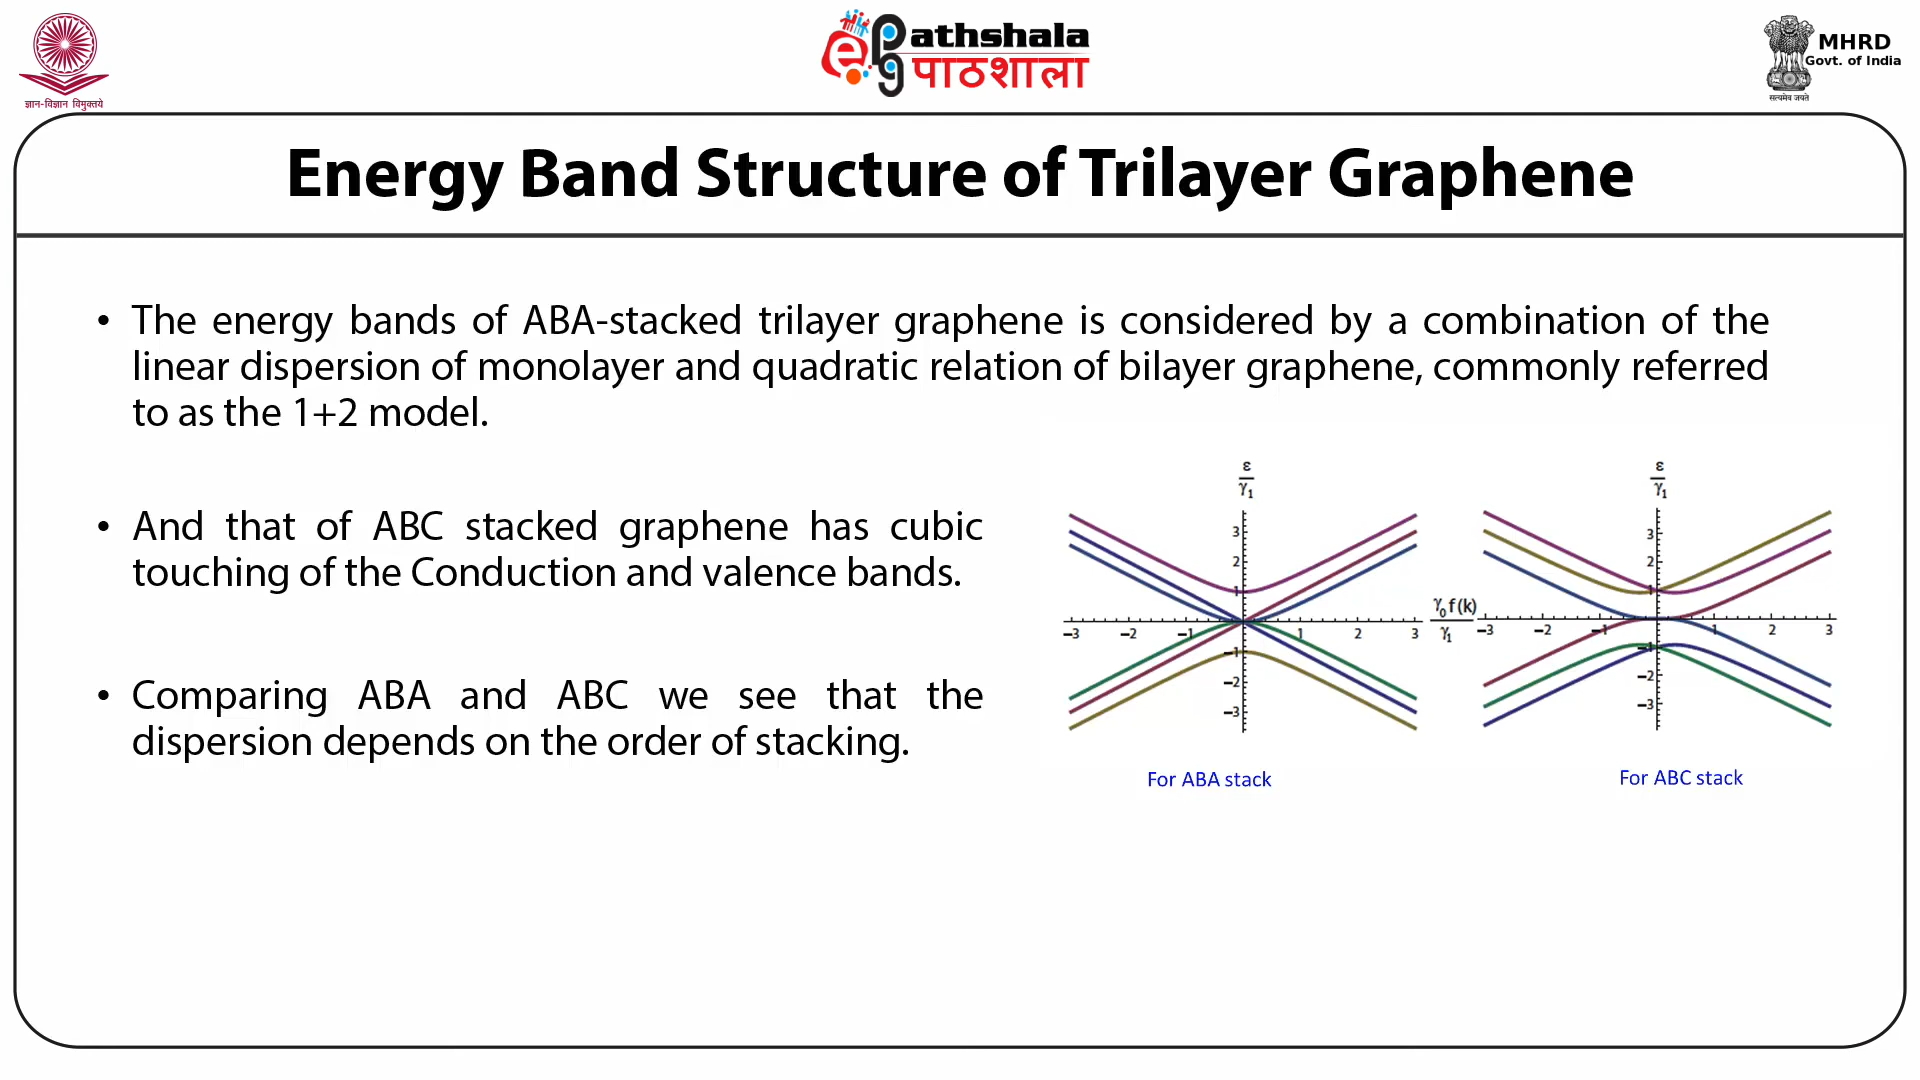 ज्ञान-विज्ञान विमुक्तये
ePathshala
पाठशाला
MHRD
Govt. of India
सत्यमेव जयते
Energy Band Structure of Trilayer Graphene
• The energy bands of ABA-stacked trilayer graphene is considered by a combination of the
linear dispersion of monolayer and quadratic relation of bilayer graphene, commonly referred
to as the 1+2 model.
• And that of ABC stacked graphene has cubic
touching of the Conduction and valence bands.
• Comparing ABA and ABC we see that the
dispersion depends on the order of stacking.
ε
γ₁
3
2
1
−3 −2 −1 1 2 3
−1
−2
−3
γ₀ f(k)
γ₁
For ABA stack
ε
γ₁
3
2
1
−3 −2 −1 1 2 3
−1
−2
−3
For ABC stack